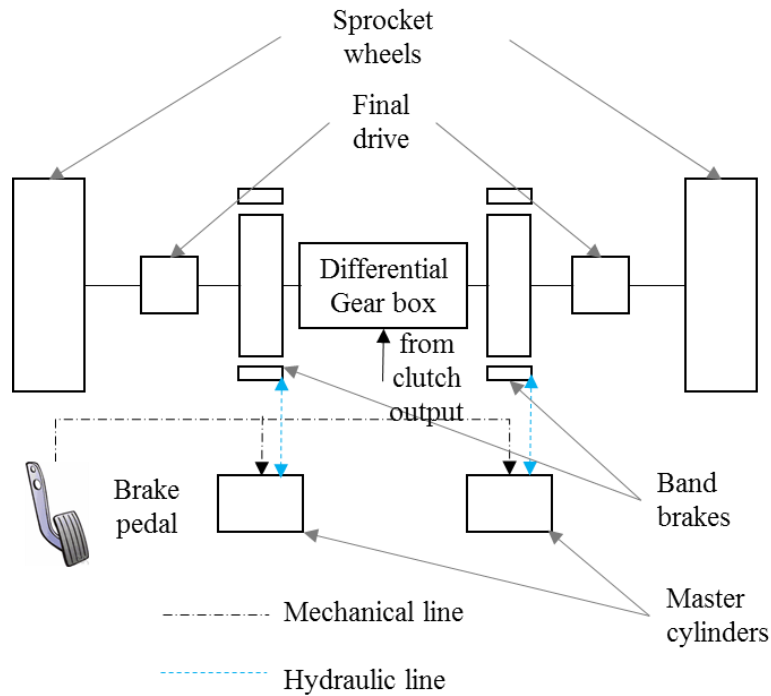 Sprocket
wheels
Final
drive
Differential
Gear box
from
clutch
output
Brake
pedal
Band
brakes
Master
cylinders
Mechanical line
Hydraulic line